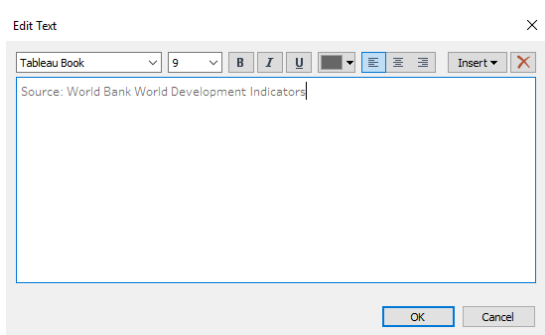 Edit Text
Tableau Book 9 B I U Insert
Source: World Bank World Development Indicators
OK Cancel